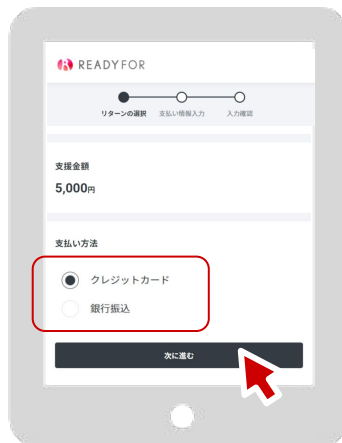 READYFOR
リターンの選択 支払い情報入力 入力確認
支援金額
5,000円
支払い方法
クレジットカード
銀行振込
次に進む